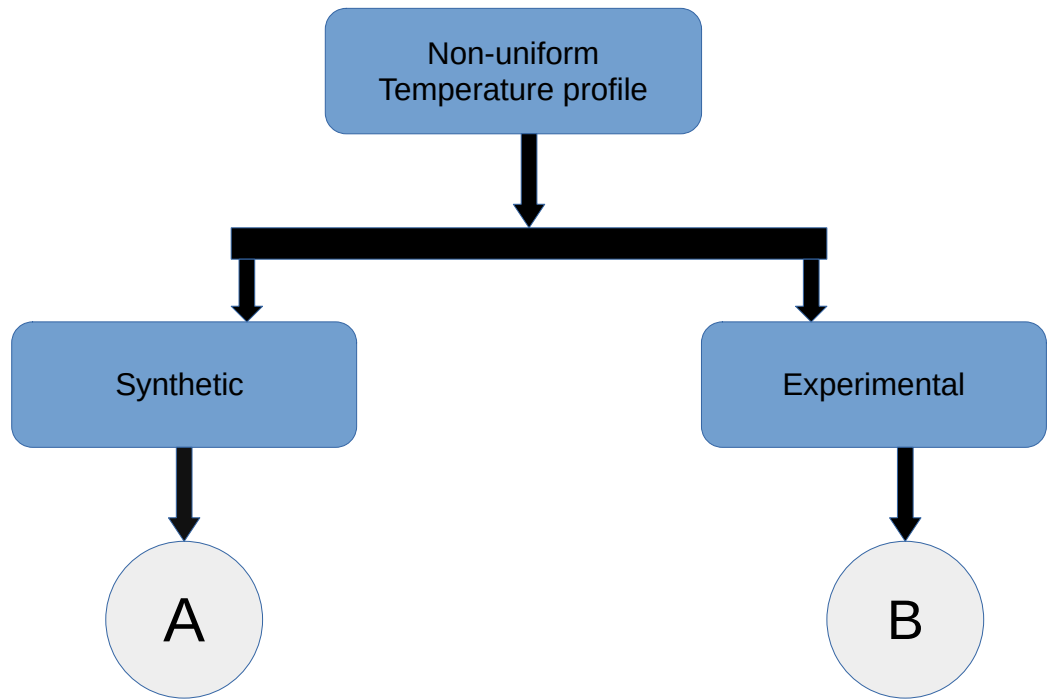 Non-uniform
Temperature profile
Synthetic
Experimental
A
B